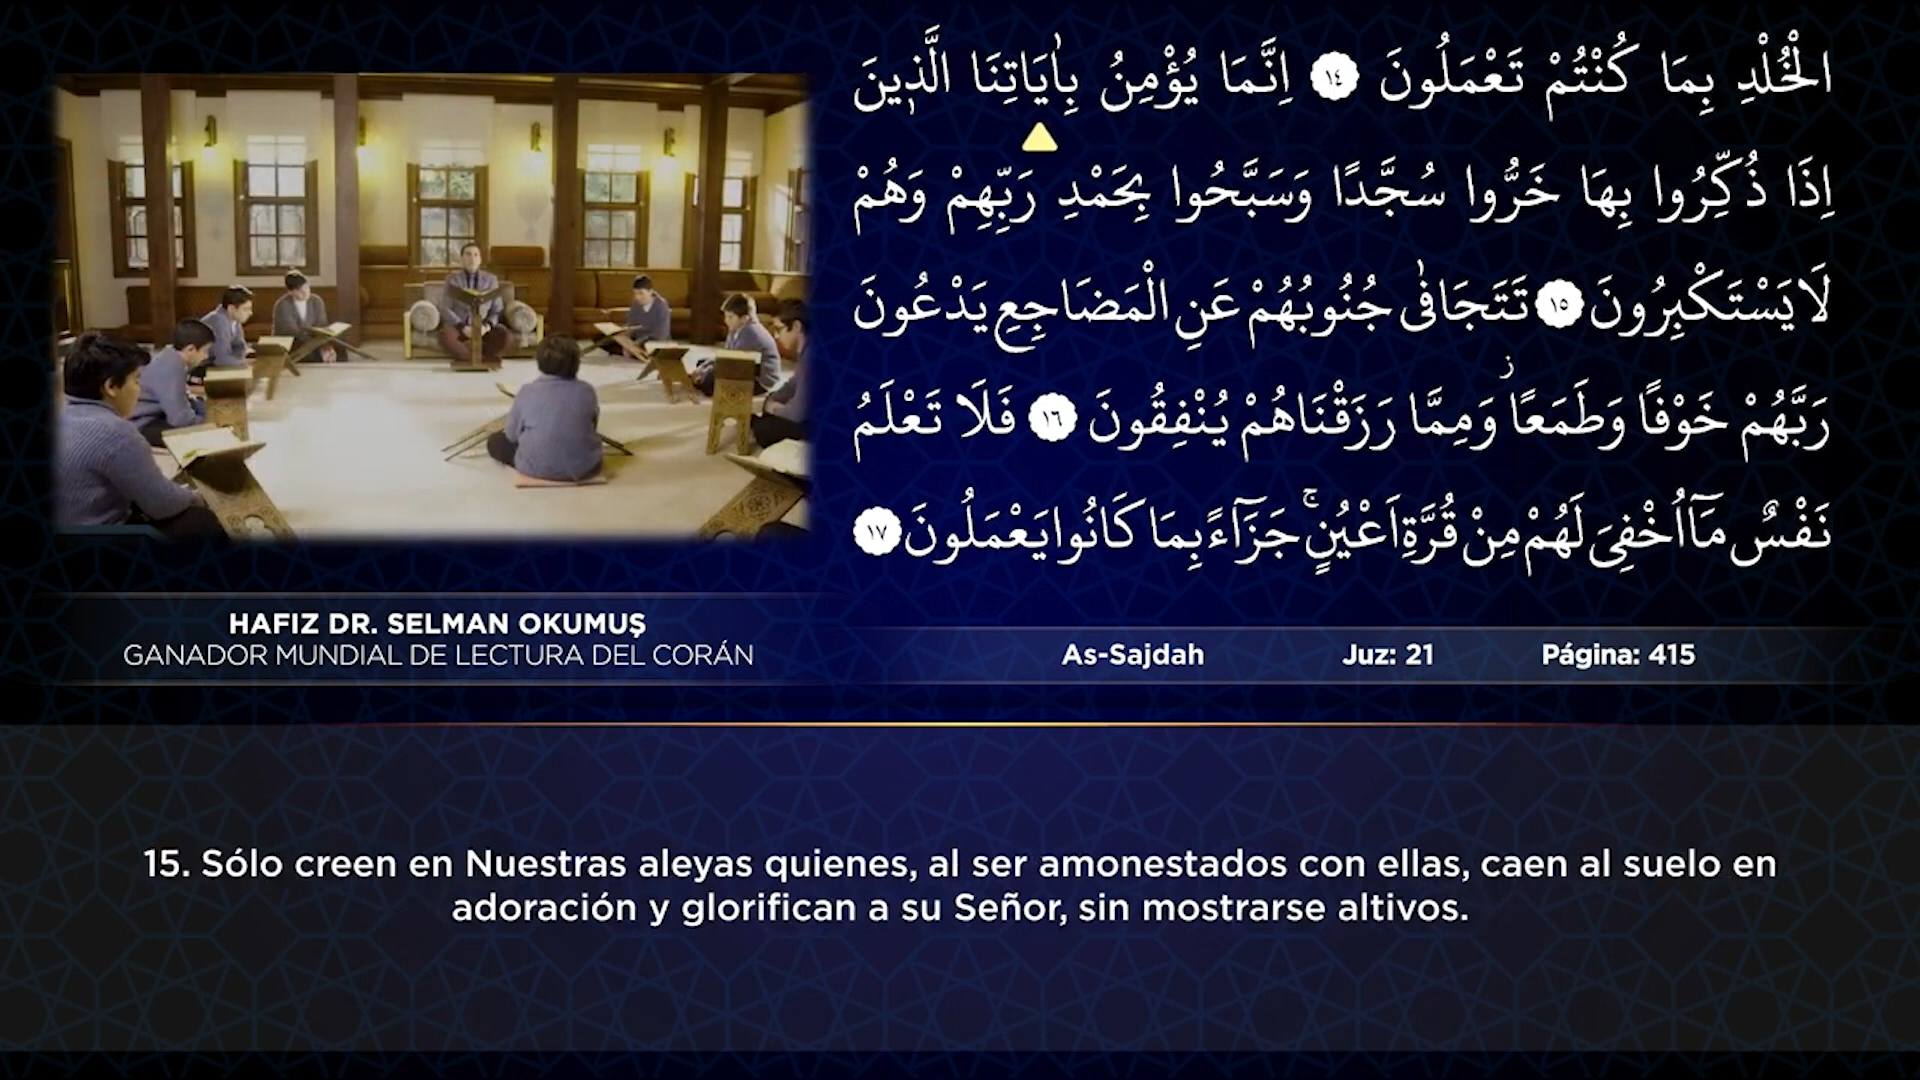 الْخُلْدِ بِمَا كُنْتُمْ تَعْمَلُونَ ١٤ اِنَّمَا يُؤْمِنُ بِاٰيَاتِنَا الَّذ۪ينَ
اِذَا ذُكِّرُوا بِهَا خَرُّوا سُجَّدًا وَسَبَّحُوا بِحَمْدِ رَبِّهِمْ وَهُمْ
لَا يَسْتَكْبِرُونَ ١٥ تَتَجَافٰى جُنُوبُهُمْ عَنِ الْمَضَاجِعِ يَدْعُونَ
رَبَّهُمْ خَوْفًا وَطَمَعًاۘ وَمِمَّا رَزَقْنَاهُمْ يُنْفِقُونَ ١٦ فَلَا تَعْلَمُ
نَفْسٌ مَٓا اُخْفِيَ لَهُمْ مِنْ قُرَّةِ اَعْيُنٍۚ جَزَٓاءً بِمَا كَانُوا يَعْمَلُونَ ١٧
HAFIZ DR. SELMAN OKUMUŞ
GANADOR MUNDIAL DE LECTURA DEL CORÁN
As-Sajdah Juz: 21 Página: 415
15. Sólo creen en Nuestras aleyas quienes, al ser amonestados con ellas, caen al suelo en
adoración y glorifican a su Señor, sin mostrarse altivos.